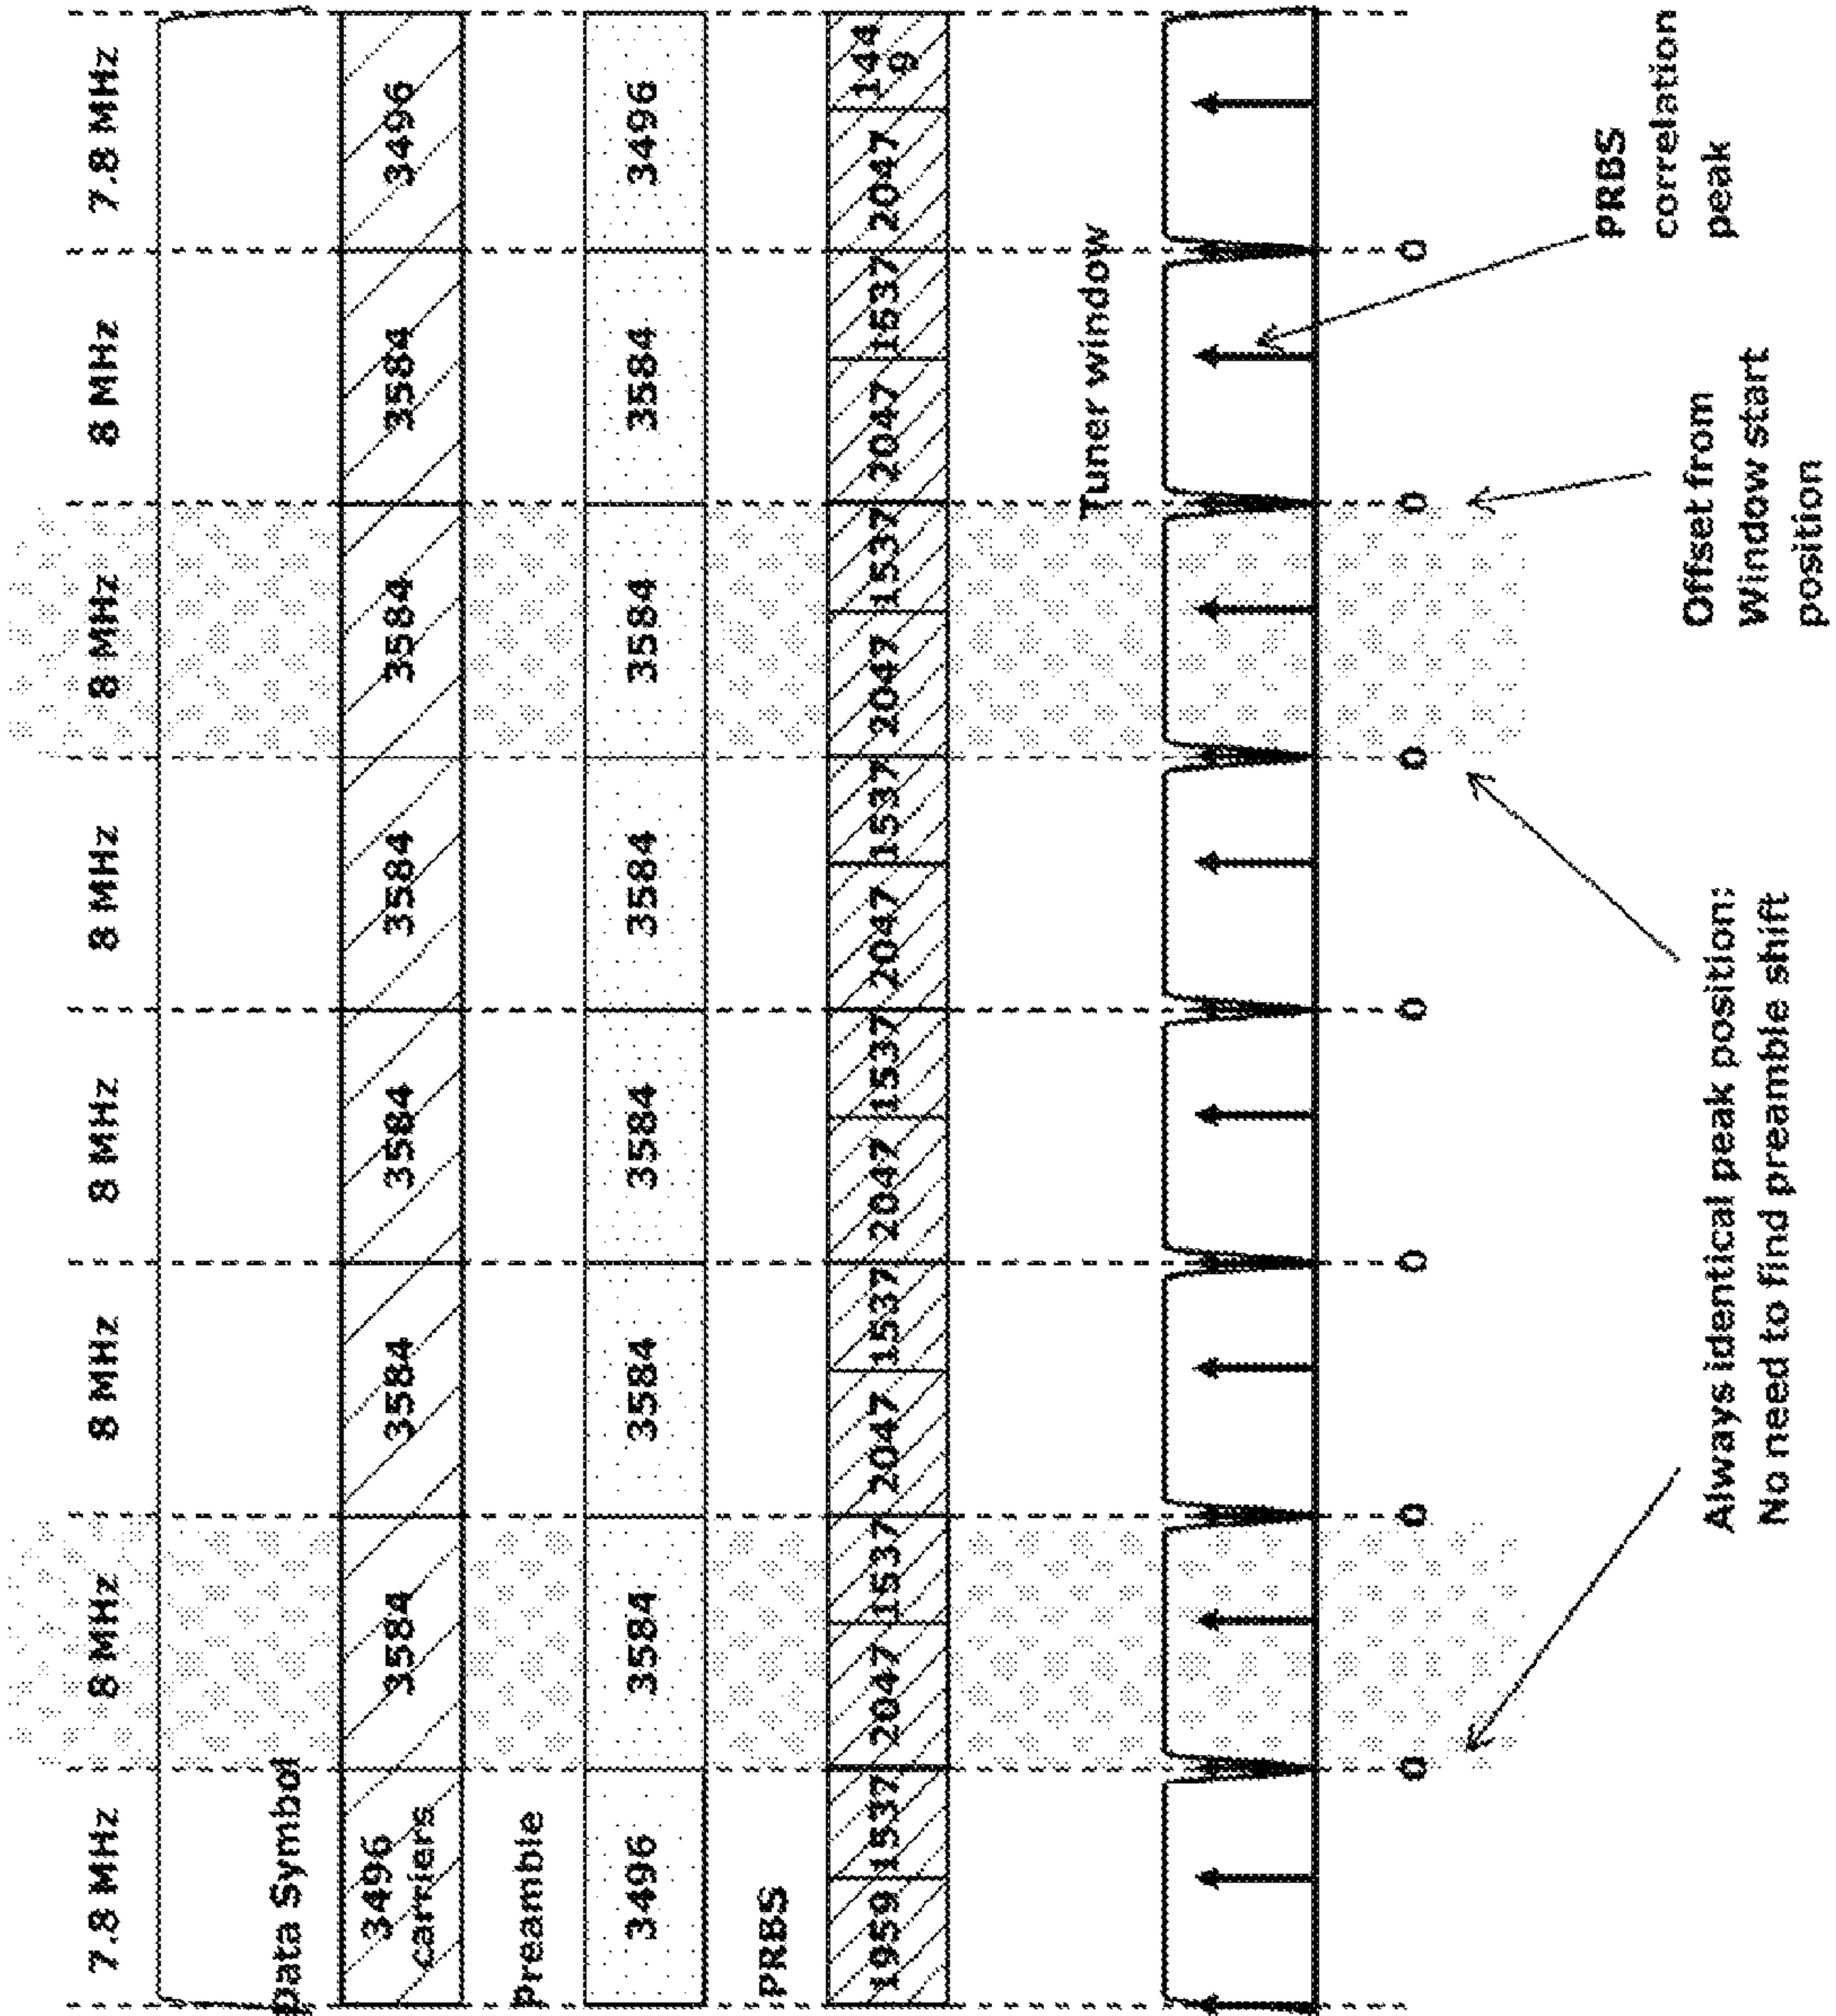 7.8 MHz
8 MHz
8 MHz
8 MHz
8 MHz
8 MHz
8 MHz
7.8 MHz
Data Symbol
3496
carriers
3584
3584
3584
3584
3584
3584
3496
Preamble
3496
3584
3584
3584
3584
3584
3584
3496
PRBS
1959
1537
2047
1537
2047
1537
2047
1537
2047
1537
2047
1537
2047
1537
2047
144
9
Tuner window
0
0
0
0
0
0
0
Always identical peak position:
No need to find preamble shift
Offset from
Window start
position
PRBS
correlation
peak